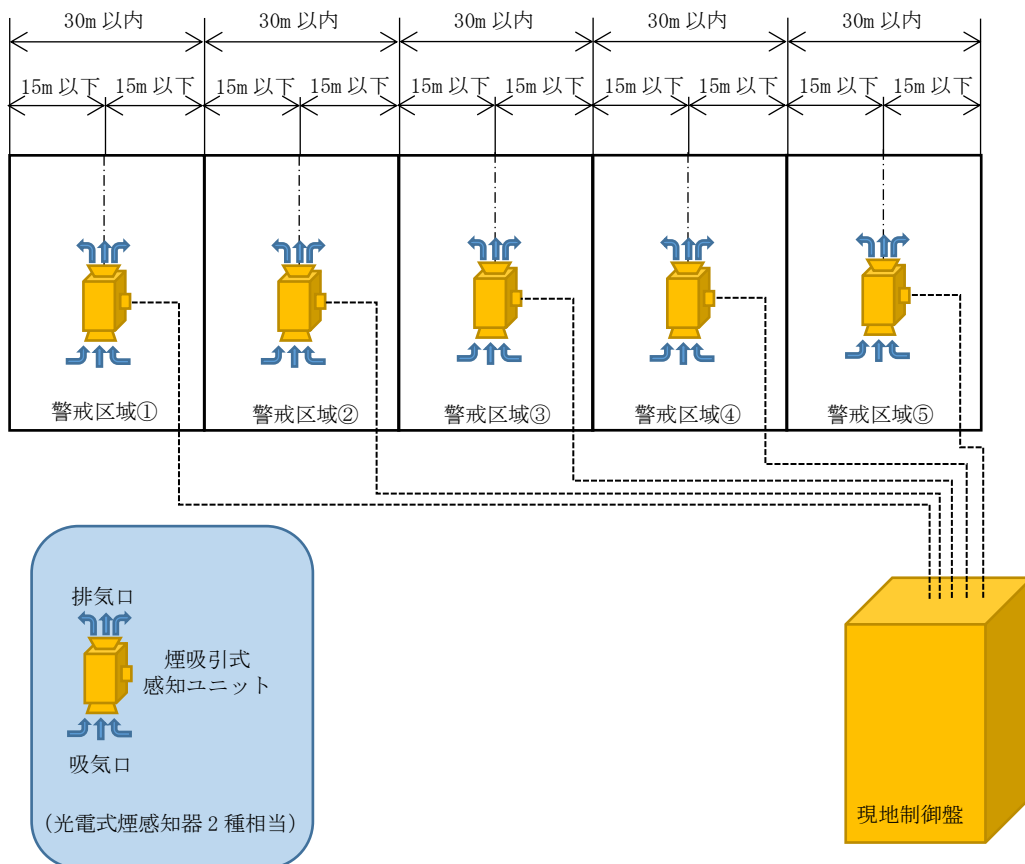 30m 以内 30m 以内 30m 以内 30m 以内 30m 以内
15m 以下 15m 以下 15m 以下 15m 以下 15m 以下 15m 以下 15m 以下 15m 以下 15m 以下 15m 以下
警戒区域① 警戒区域② 警戒区域③ 警戒区域④ 警戒区域⑤
排気口
煙吸引式
感知ユニット
吸気口
(光電式煙感知器 2 種相当)
現地制御盤